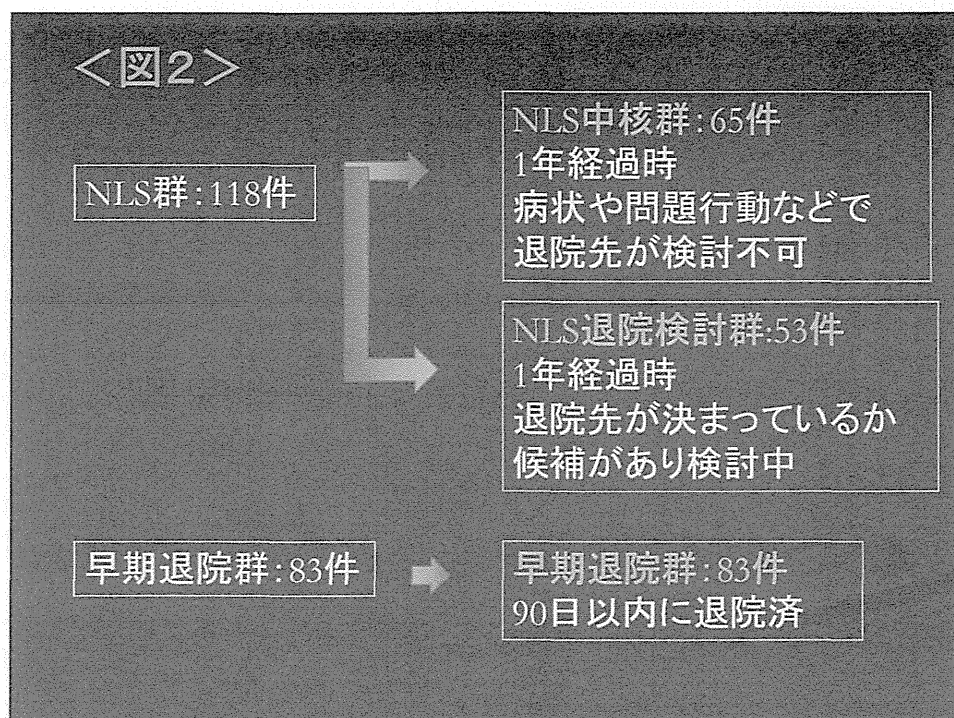 ＜図２＞
NLS群：118件
NLS中核群：65件
1年経過時
病状や問題行動などで
退院先が検討不可
NLS退院検討群:53件
1年経過時
退院先が決まっているか
候補があり検討中
早期退院群：83件
早期退院群：83件
90日以内に退院済